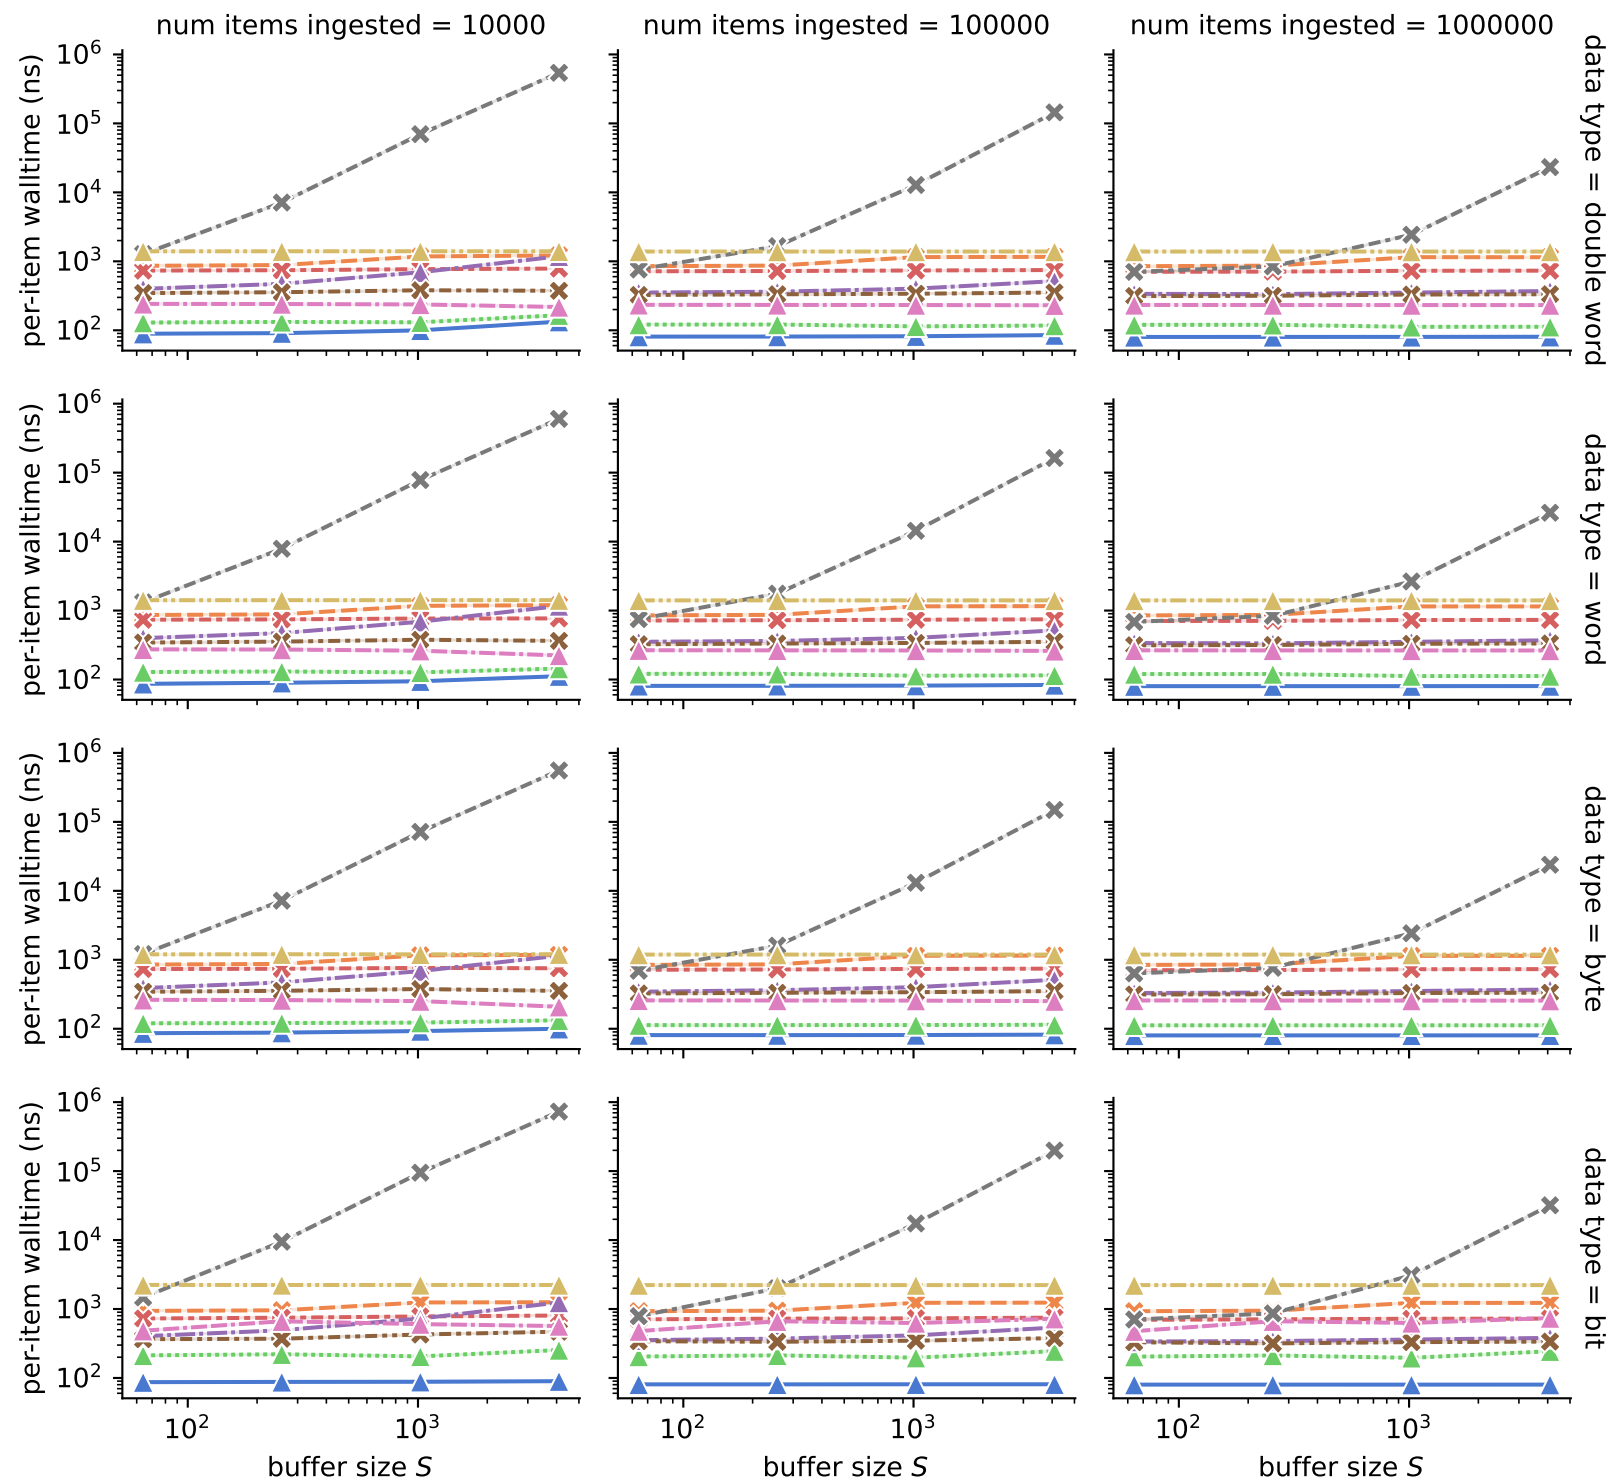 num items ingested = 10000
num items ingested = 100000
num items ingested = 1000000
per-item walltime (ns)
10^6
10^5
10^4
10^3
10^2
data type = double word
per-item walltime (ns)
10^6
10^5
10^4
10^3
10^2
data type = word
per-item walltime (ns)
10^6
10^5
10^4
10^3
10^2
data type = byte
per-item walltime (ns)
10^6
10^5
10^4
10^3
10^2
data type = bit
10^2 10^3
10^2 10^3
10^2 10^3
buffer size S
buffer size S
buffer size S